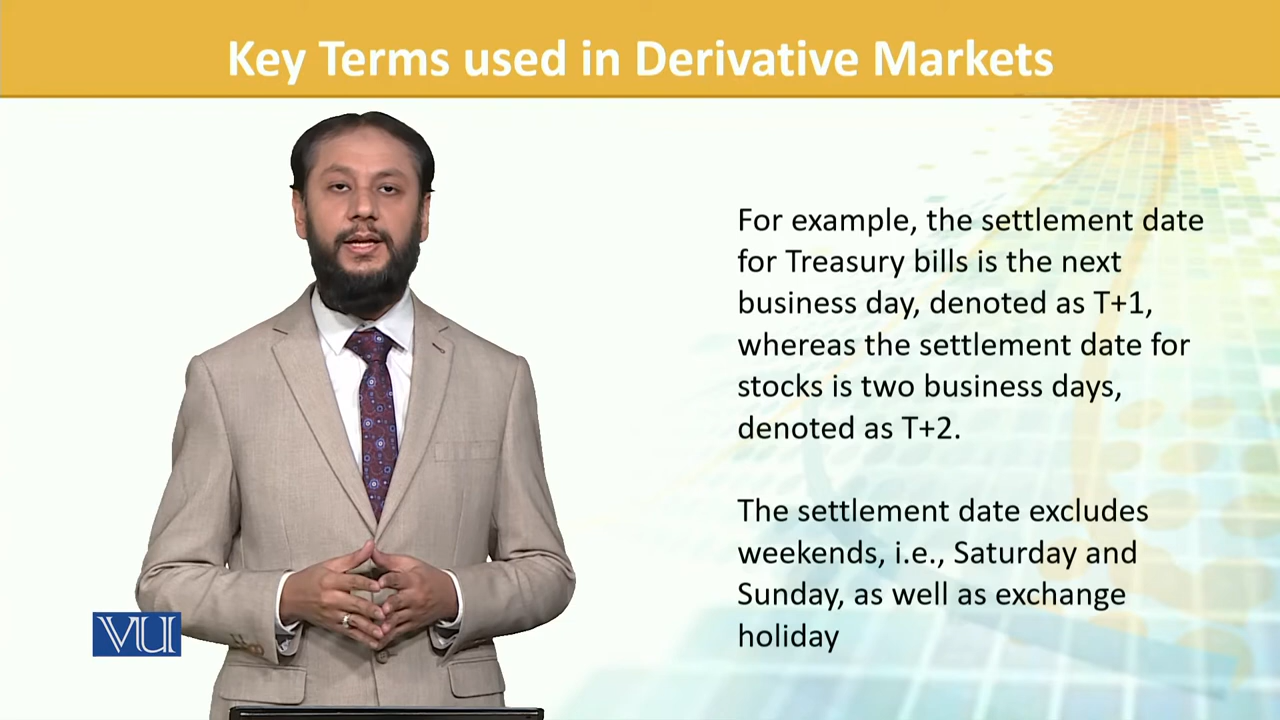 Key Terms used in Derivative Markets
For example, the settlement date
for Treasury bills is the next
business day, denoted as T+1,
whereas the settlement date for
stocks is two business days,
denoted as T+2.
The settlement date excludes
weekends, i.e., Saturday and
Sunday, as well as exchange
holiday
VU